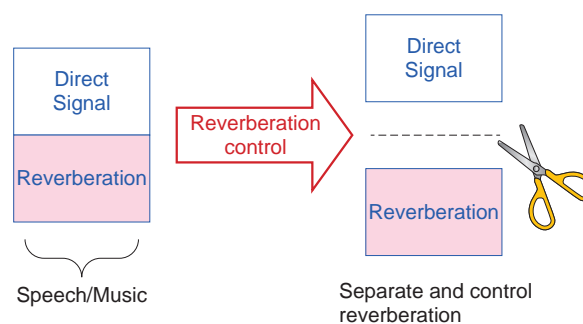 Direct
Signal
Reverberation
Speech/Music
Reverberation
control
Direct
Signal
Reverberation
Separate and control
reverberation